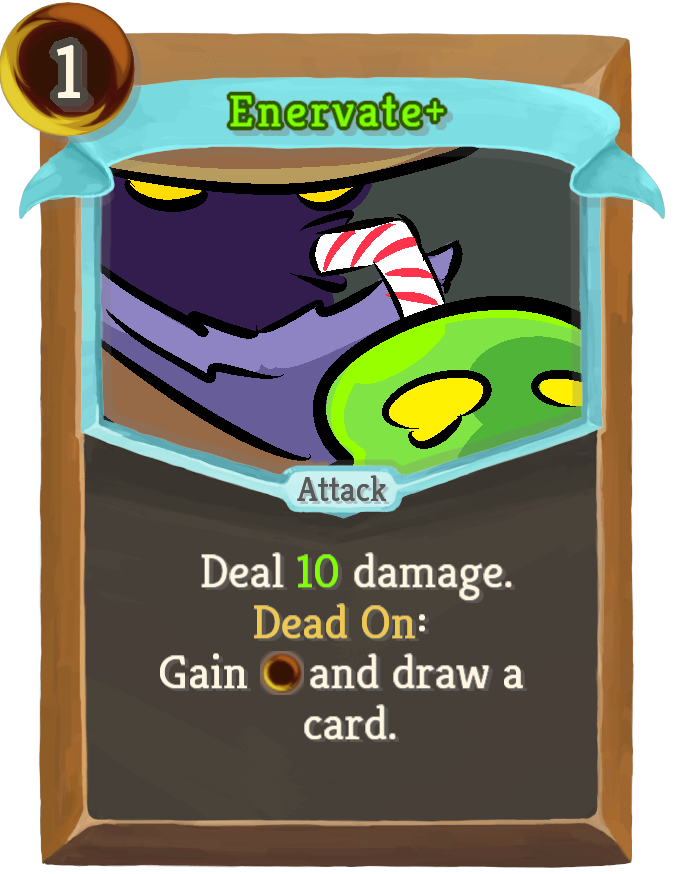 1
Enervate+
Attack
Deal 10 damage.
Dead On:
Gain and draw a
card.